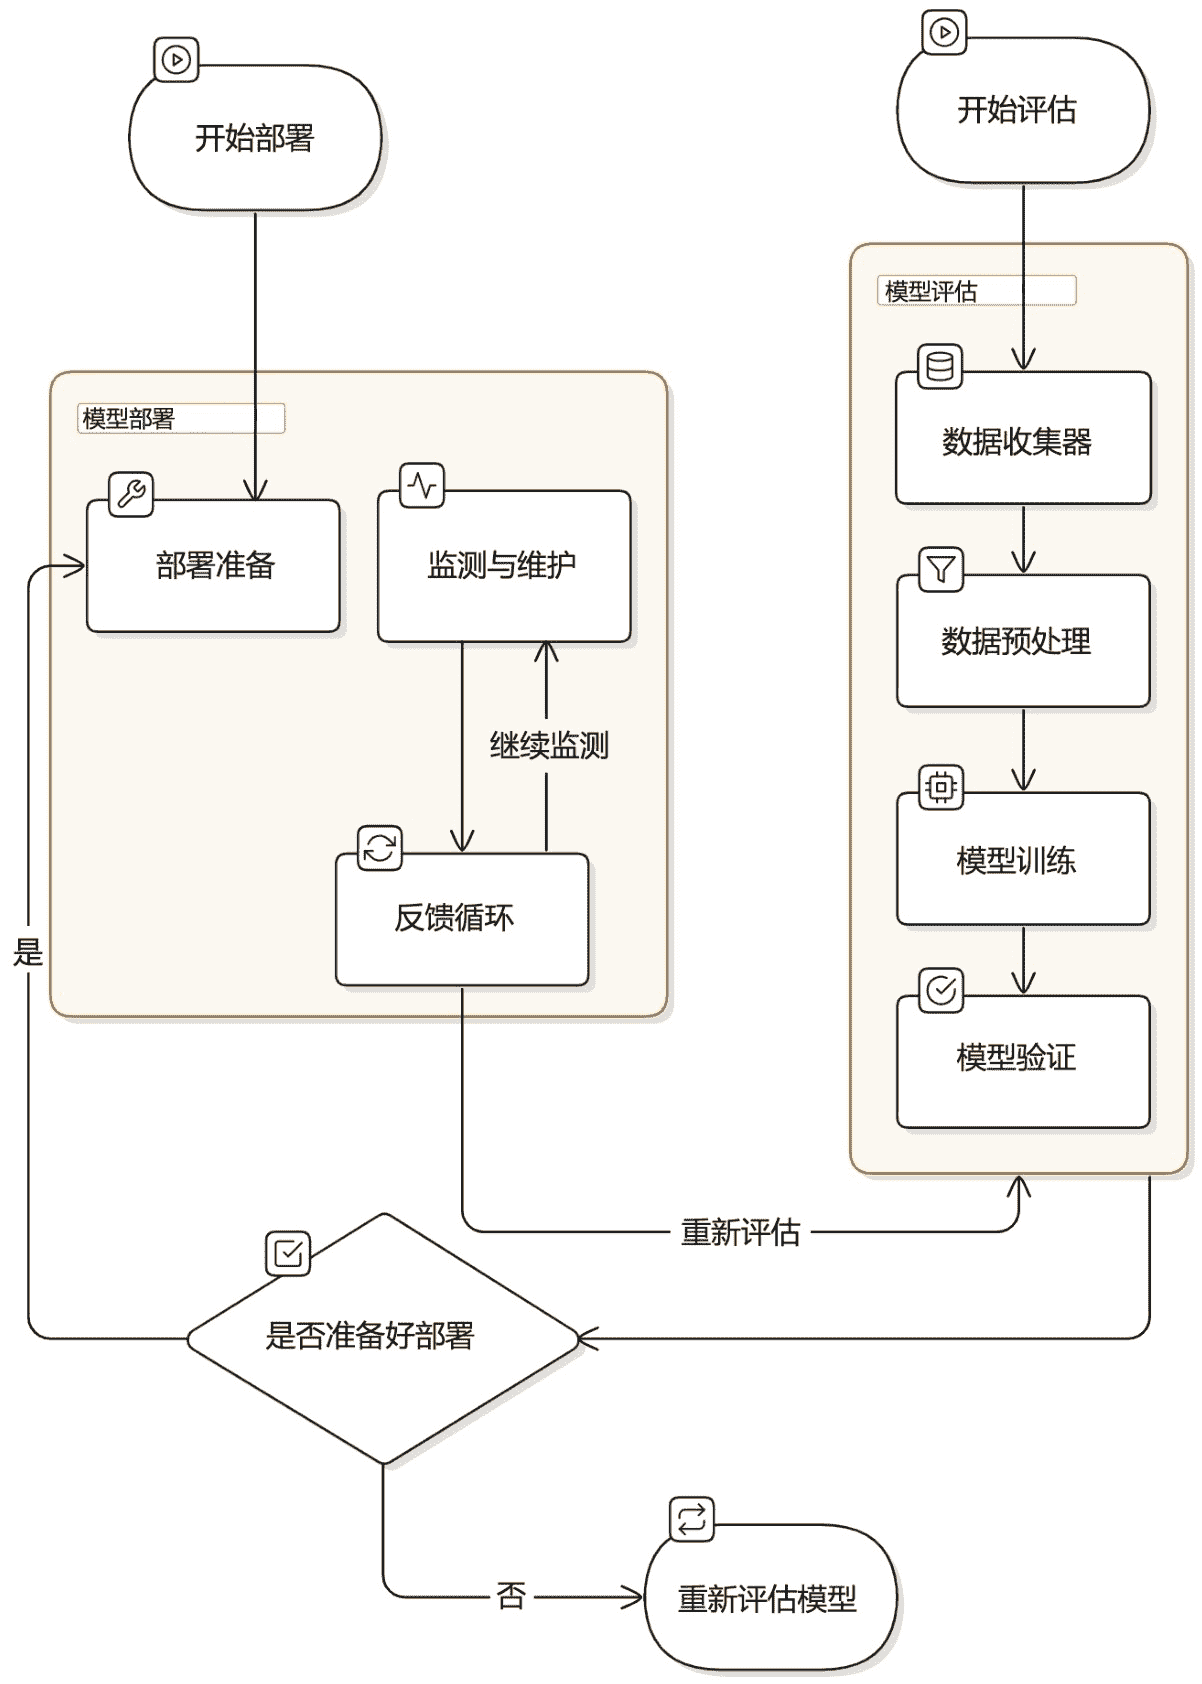 开始部署
开始评估
模型评估
数据收集器
模型部署
部署准备
监测与维护
数据预处理
继续监测
模型训练
反馈循环
是
模型验证
重新评估
是否准备好部署
否
重新评估模型